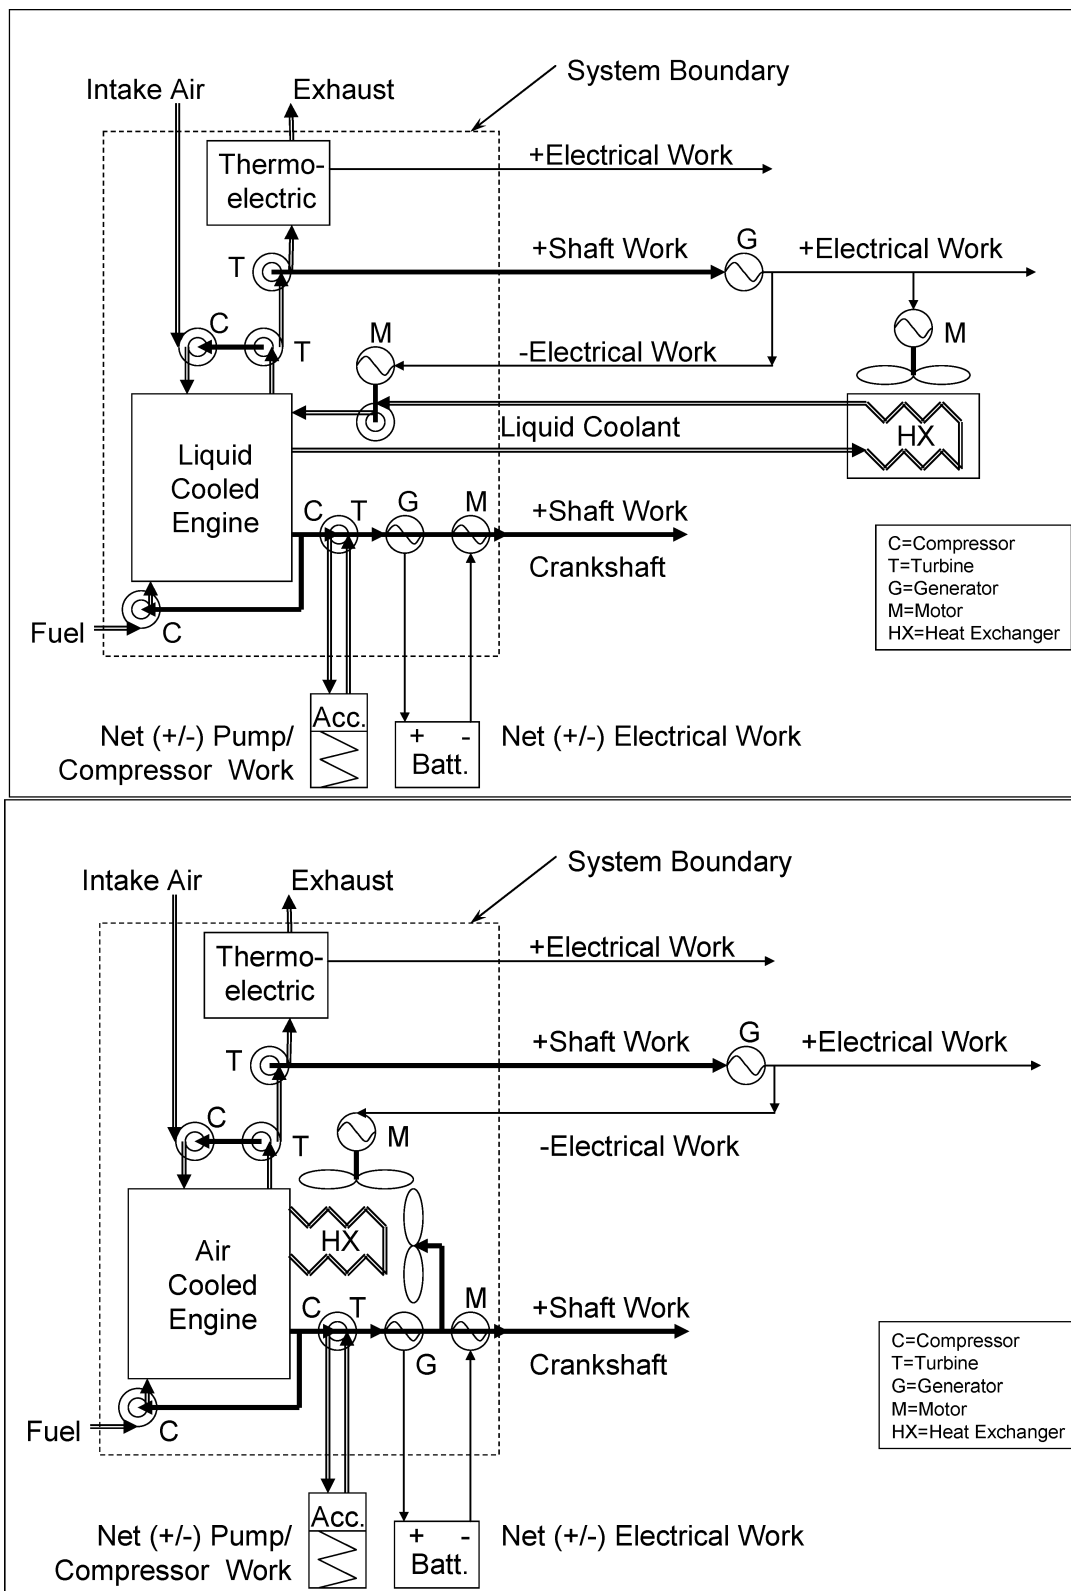 System Boundary
Intake Air
Exhaust
Thermo-
electric
+Electrical Work
T
+Shaft Work
G
+Electrical Work
C
T
M
-Electrical Work
M
Liquid
Cooled
Engine
Liquid Coolant
HX
C
T
G
M
+Shaft Work
Crankshaft
C=Compressor
T=Turbine
G=Generator
M=Motor
HX=Heat Exchanger
Fuel
C
Net (+/-) Pump/
Compressor Work
Acc.
+ -
Batt.
Net (+/-) Electrical Work
System Boundary
Intake Air
Exhaust
Thermo-
electric
+Electrical Work
T
+Shaft Work
G
+Electrical Work
C
T
M
-Electrical Work
Air
Cooled
Engine
HX
C
T
M
+Shaft Work
G
Crankshaft
C=Compressor
T=Turbine
G=Generator
M=Motor
HX=Heat Exchanger
Fuel
C
Net (+/-) Pump/
Compressor Work
Acc.
+ -
Batt.
Net (+/-) Electrical Work